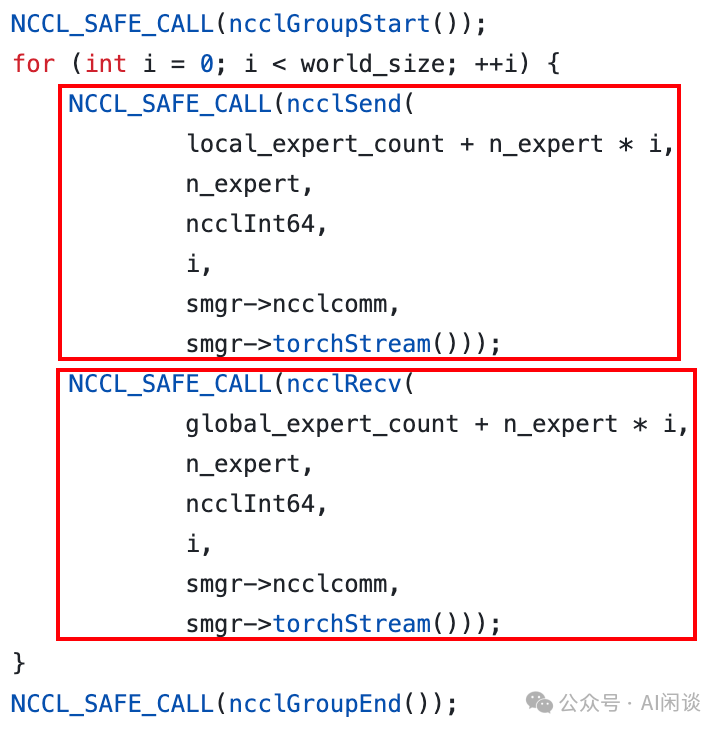 NCCL_SAFE_CALL(ncclGroupStart());
for (int i = 0; i < world_size; ++i) {
NCCL_SAFE_CALL(ncclSend(
local_expert_count + n_expert * i,
n_expert,
ncclInt64,
i,
smgr->ncclcomm,
smgr->torchStream()));
NCCL_SAFE_CALL(ncclRecv(
global_expert_count + n_expert * i,
n_expert,
ncclInt64,
i,
smgr->ncclcomm,
smgr->torchStream()));
}
NCCL_SAFE_CALL(ncclGroupEnd());
公众号 · AI闲谈